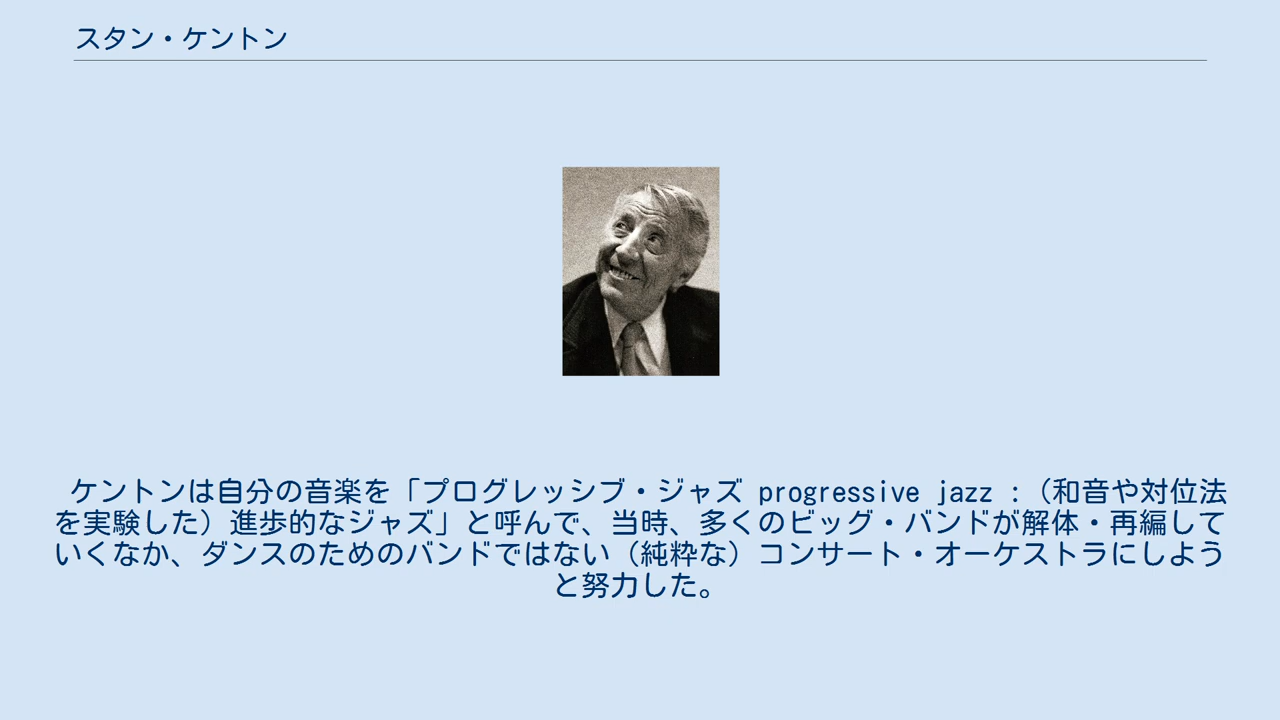 スタン・ケントン
ケントンは自分の音楽を「プログレッシブ・ジャズ progressive jazz :（和音や対位法
を実験した）進歩的なジャズ」と呼んで、当時、多くのビッグ・バンドが解体・再編して
いくなか、ダンスのためのバンドではない（純粋な）コンサート・オーケストラにしよう
と努力した。